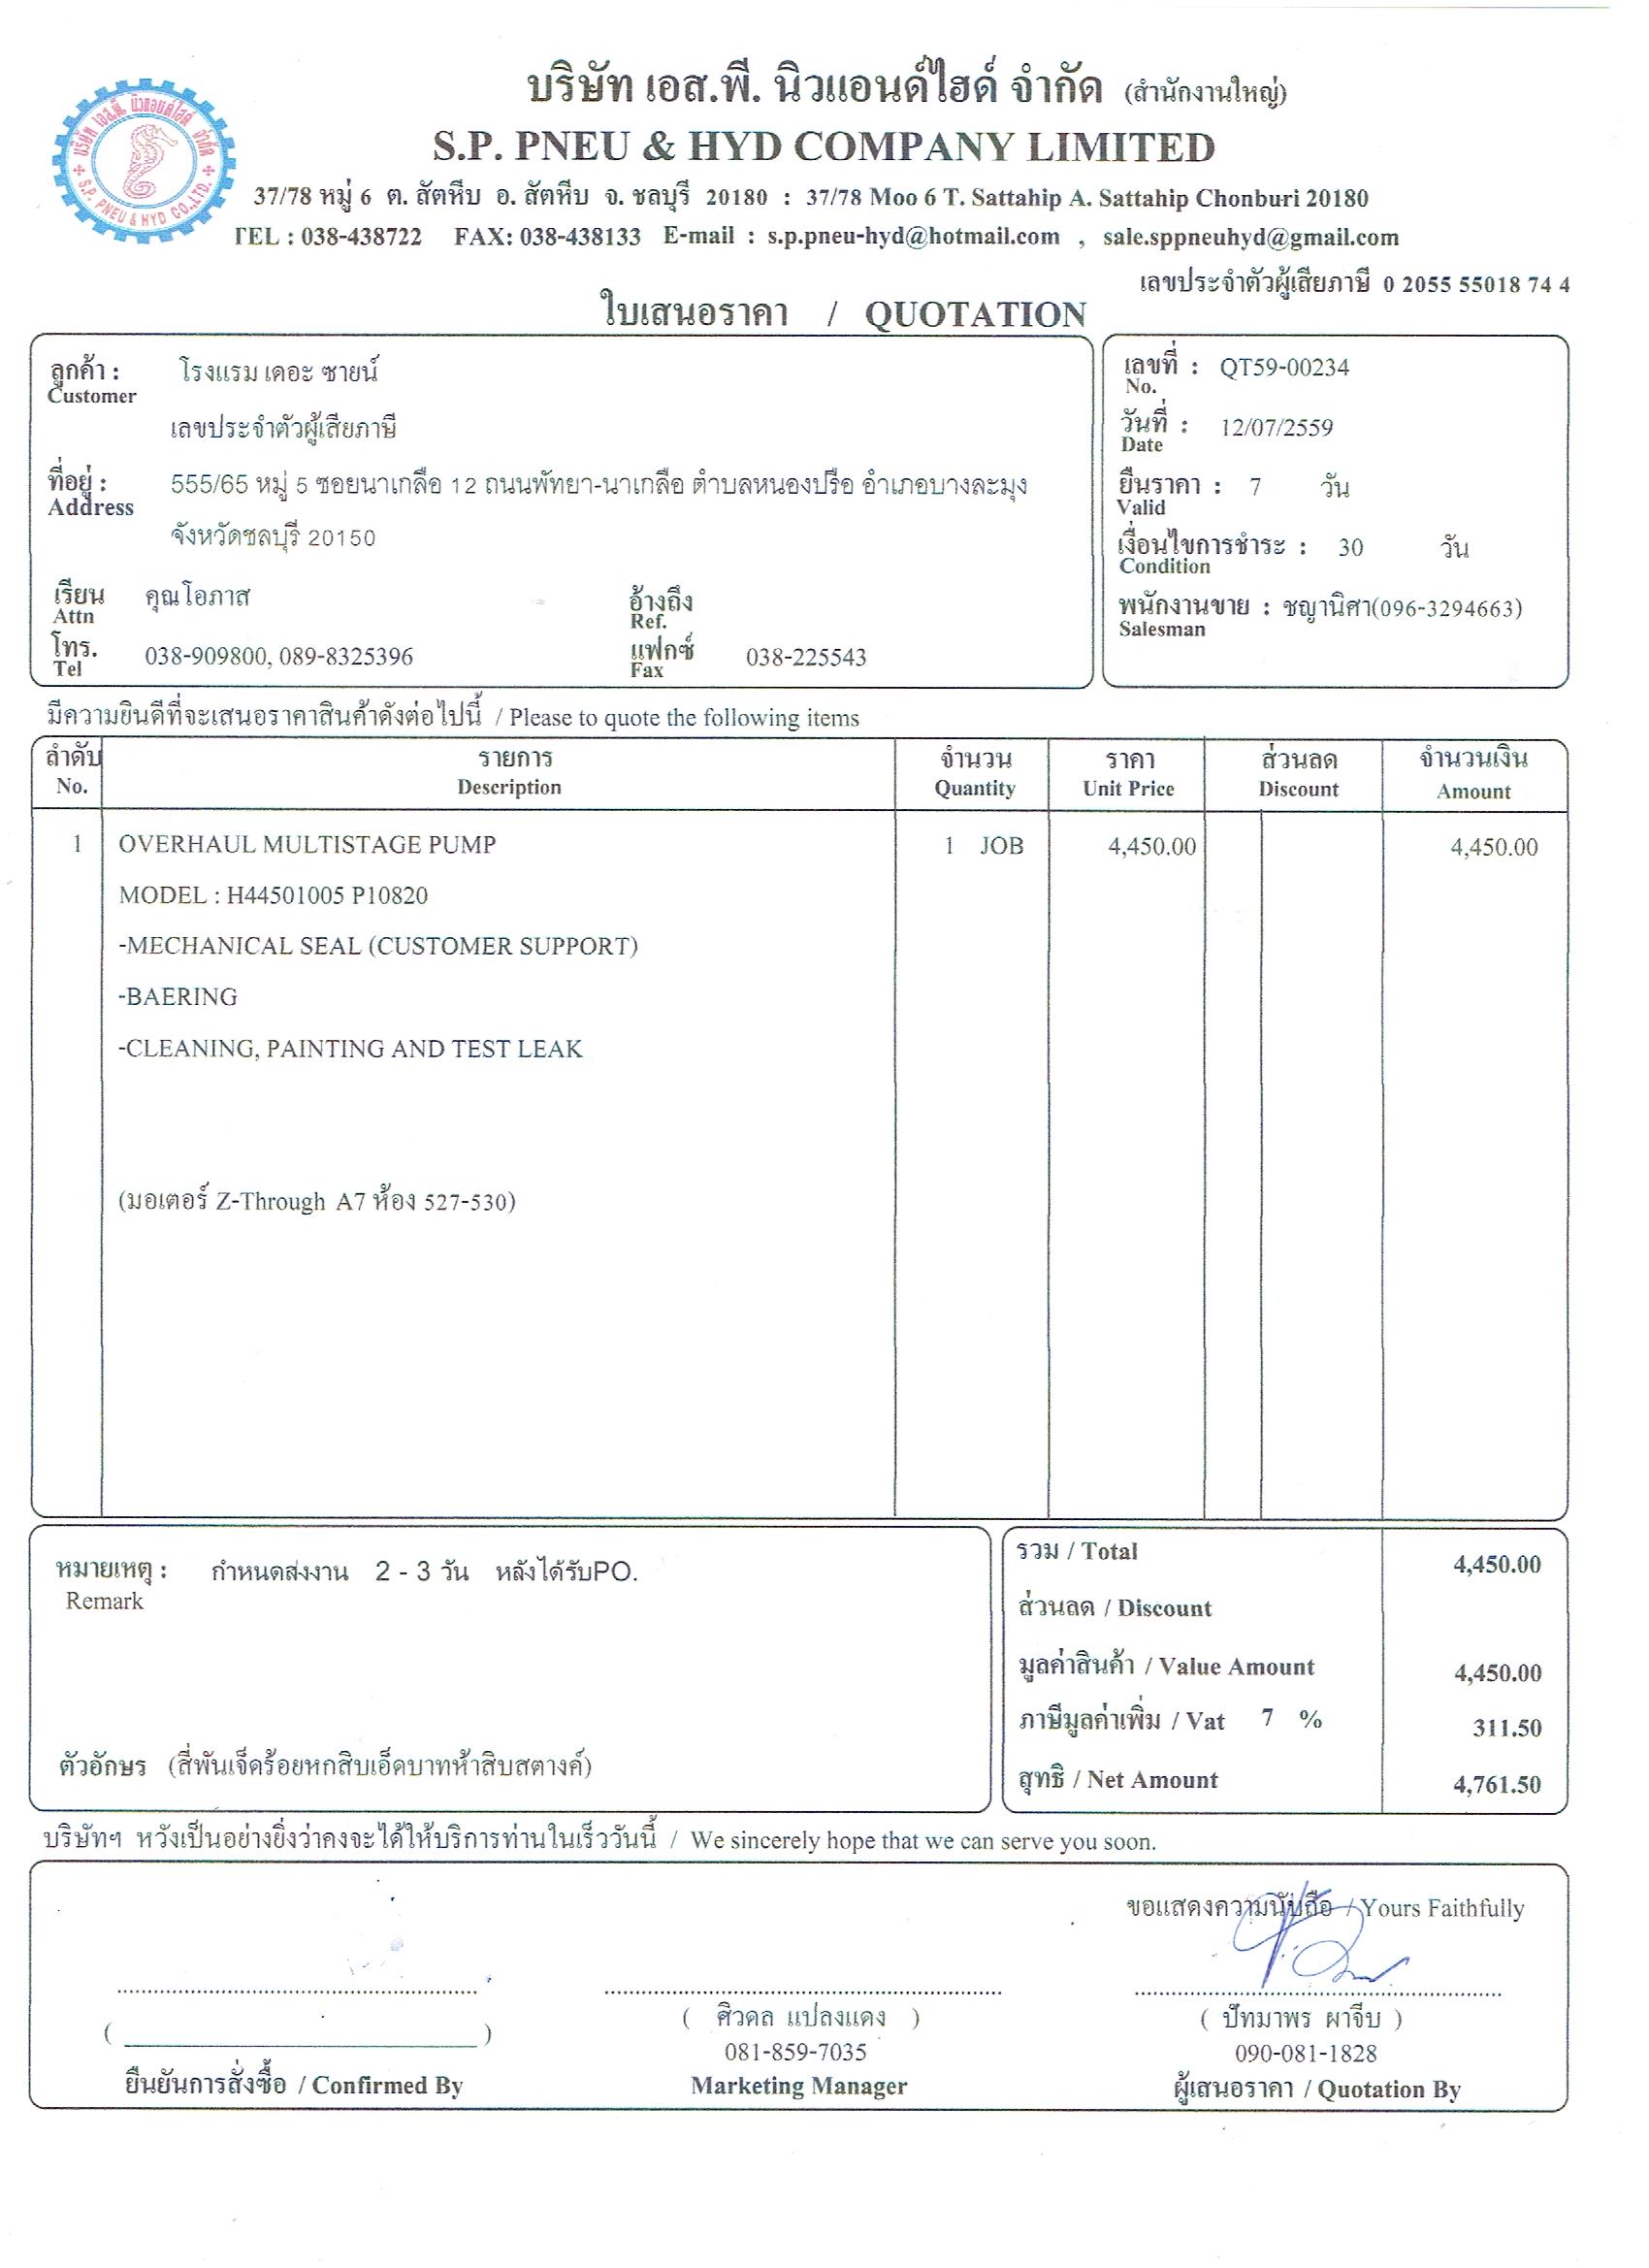 บริษัท เอส.พี. นิวแอนด์ไฮด์ จำกัด (สำนักงานใหญ่)
S.P. PNEU & HYD COMPANY LIMITED
บริษัท เอส.พี. นิวแอนด์ไฮด์ จำกัด
S.P. PNEU & HYD CO.,LTD.
37/78 หมู่ 6 ต. สัตหีบ อ. สัตหีบ จ. ชลบุรี 20180 : 37/78 Moo 6 T. Sattahip A. Sattahip Chonburi 20180
TEL : 038-438722 FAX: 038-438133 E-mail : s.p.pneu-hyd@hotmail.com , sale.sppneuhyd@gmail.com
เลขประจำตัวผู้เสียภาษี 0 2055 55018 74 4
ใบเสนอราคา / QUOTATION
ลูกค้า : โรงแรม เดอะ ซายน์
Customer
เลขประจำตัวผู้เสียภาษี
ที่อยู่ : 555/65 หมู่ 5 ซอยนาเกลือ 12 ถนนพัทยา-นาเกลือ ตำบลหนองปรือ อำเภอบางละมุง
Address
จังหวัดชลบุรี 20150
เรียน คุณโอภาส อ้างถึง
Attn Ref.
โทร. 038-909800, 089-8325396 แฟกซ์ 038-225543
Tel Fax
เลขที่ : QT59-00234
No.
วันที่ : 12/07/2559
Date
ยืนราคา : 7 วัน
Valid
เงื่อนไขการชำระ : 30 วัน
Condition
พนักงานขาย : ชญานิศา(096-3294663)
Salesman
มีความยินดีที่จะเสนอราคาสินค้าดังต่อไปนี้ / Please to quote the following items
ลำดับ รายการ จำนวน ราคา ส่วนลด จำนวนเงิน
No. Description Quantity Unit Price Discount Amount
1 OVERHAUL MULTISTAGE PUMP 1 JOB 4,450.00 4,450.00
MODEL : H44501005 P10820
-MECHANICAL SEAL (CUSTOMER SUPPORT)
-BAERING
-CLEANING, PAINTING AND TEST LEAK
(มอเตอร์ Z-Through A7 ห้อง 527-530)
หมายเหตุ : กำหนดส่งงาน 2 - 3 วัน หลังได้รับPO.
Remark
ตัวอักษร (สี่พันเจ็ดร้อยหกสิบเอ็ดบาทห้าสิบสตางค์)
รวม / Total 4,450.00
ส่วนลด / Discount
มูลค่าสินค้า / Value Amount 4,450.00
ภาษีมูลค่าเพิ่ม / Vat 7 % 311.50
สุทธิ / Net Amount 4,761.50
บริษัทฯ หวังเป็นอย่างยิ่งว่าคงจะได้ให้บริการท่านในเร็ววันนี้ / We sincerely hope that we can serve you soon.
ขอแสดงความนับถือ / Yours Faithfully
( ) ( ศิวดล แปลงแดง ) ( ปัทมาพร ผาจีบ )
081-859-7035 090-081-1828
ยืนยันการสั่งซื้อ / Confirmed By Marketing Manager ผู้เสนอราคา / Quotation By